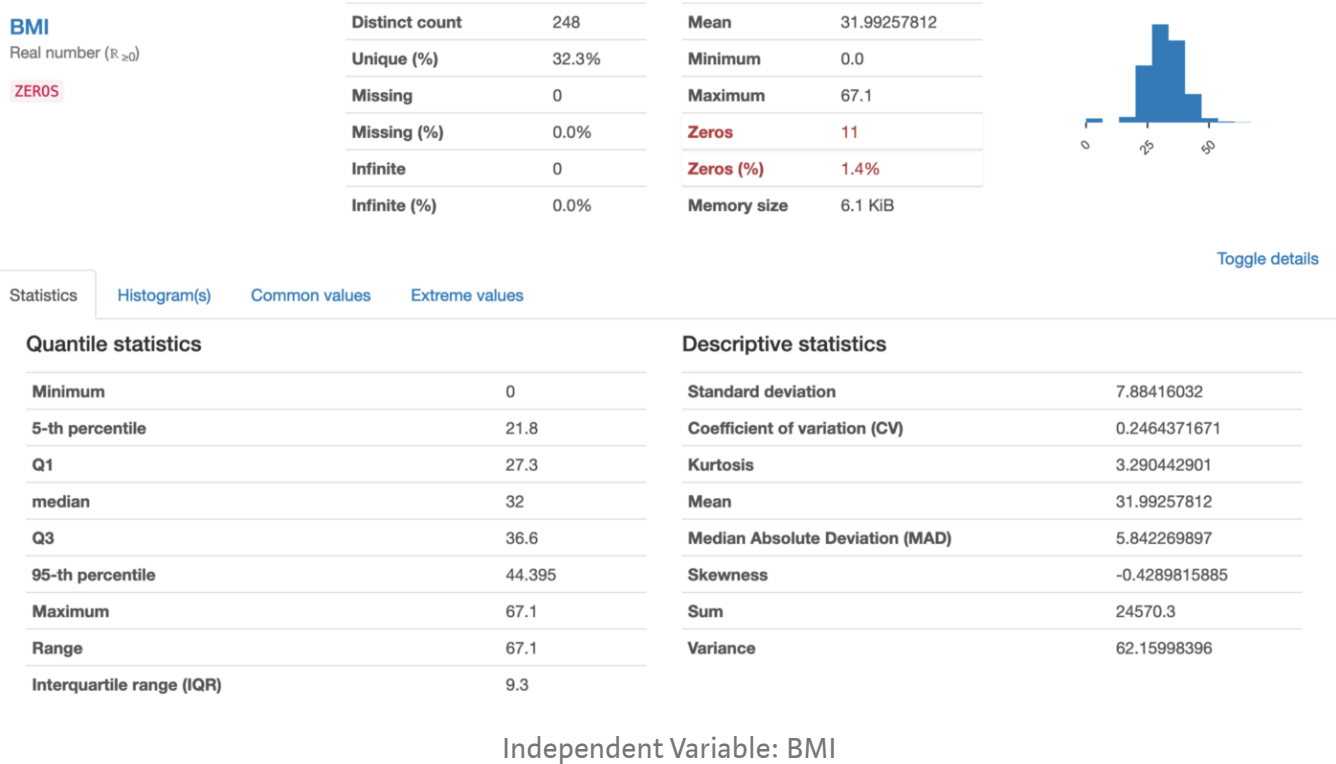 BMI
Real number (ℝ ≥0)
ZEROS
Distinct count 248
Unique (%) 32.3%
Missing 0
Missing (%) 0.0%
Infinite 0
Infinite (%) 0.0%
Mean 31.99257812
Minimum 0.0
Maximum 67.1
Zeros 11
Zeros (%) 1.4%
Memory size 6.1 KiB
0 25 50
Toggle details
Statistics Histogram(s) Common values Extreme values
Quantile statistics
Minimum 0
5-th percentile 21.8
Q1 27.3
median 32
Q3 36.6
95-th percentile 44.395
Maximum 67.1
Range 67.1
Interquartile range (IQR) 9.3
Descriptive statistics
Standard deviation 7.88416032
Coefficient of variation (CV) 0.2464371671
Kurtosis 3.290442901
Mean 31.99257812
Median Absolute Deviation (MAD) 5.842269897
Skewness -0.4289815885
Sum 24570.3
Variance 62.15998396
Independent Variable: BMI